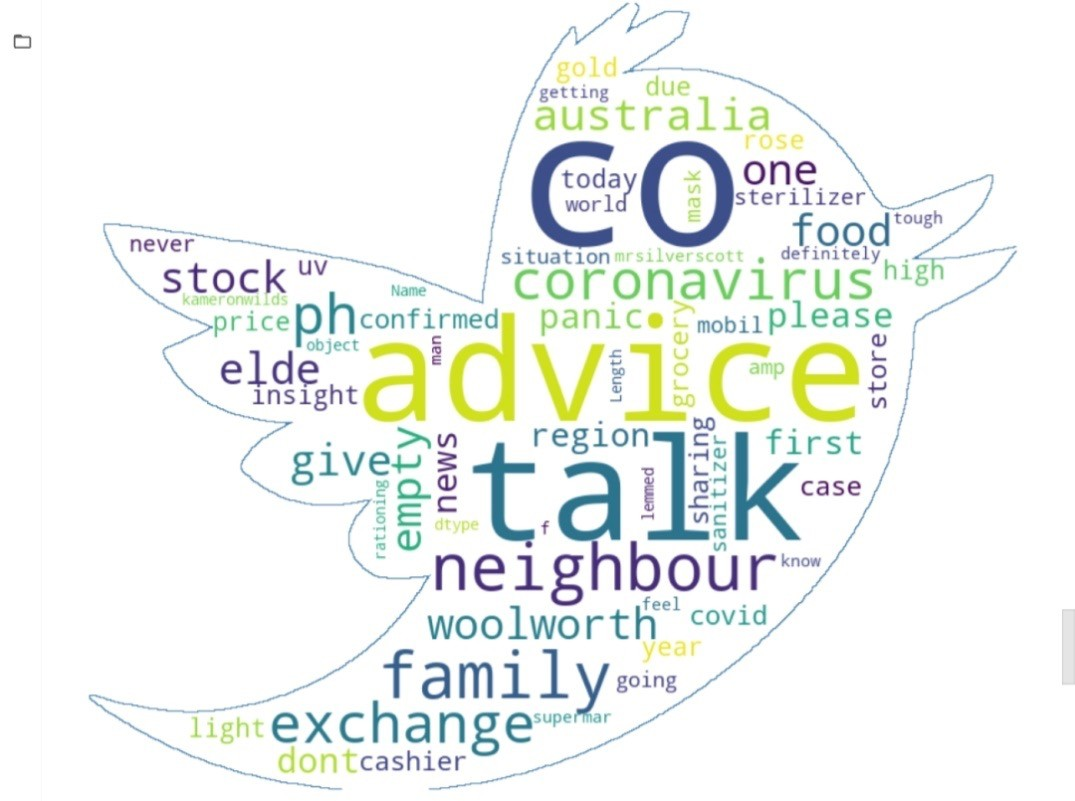 gold
getting
due
australia
rose
co
today
world
mask
one
sterilizer
food
tough
never
situation
mrsilverscott
definitely
stock
uv
coronavirus
high
kameronwilds
Name
price
ph
confirmed
panic
grocery
mobil
please
object
man
advice
Length
amp
store
elde
insight
region
sharing
first
give
empty
news
talk
lemmed
sanitizer
case
rationing
dtype
f
neighbour
know
feel
woolworth
covid
year
family
going
light
exchange
supermar
dont
cashier